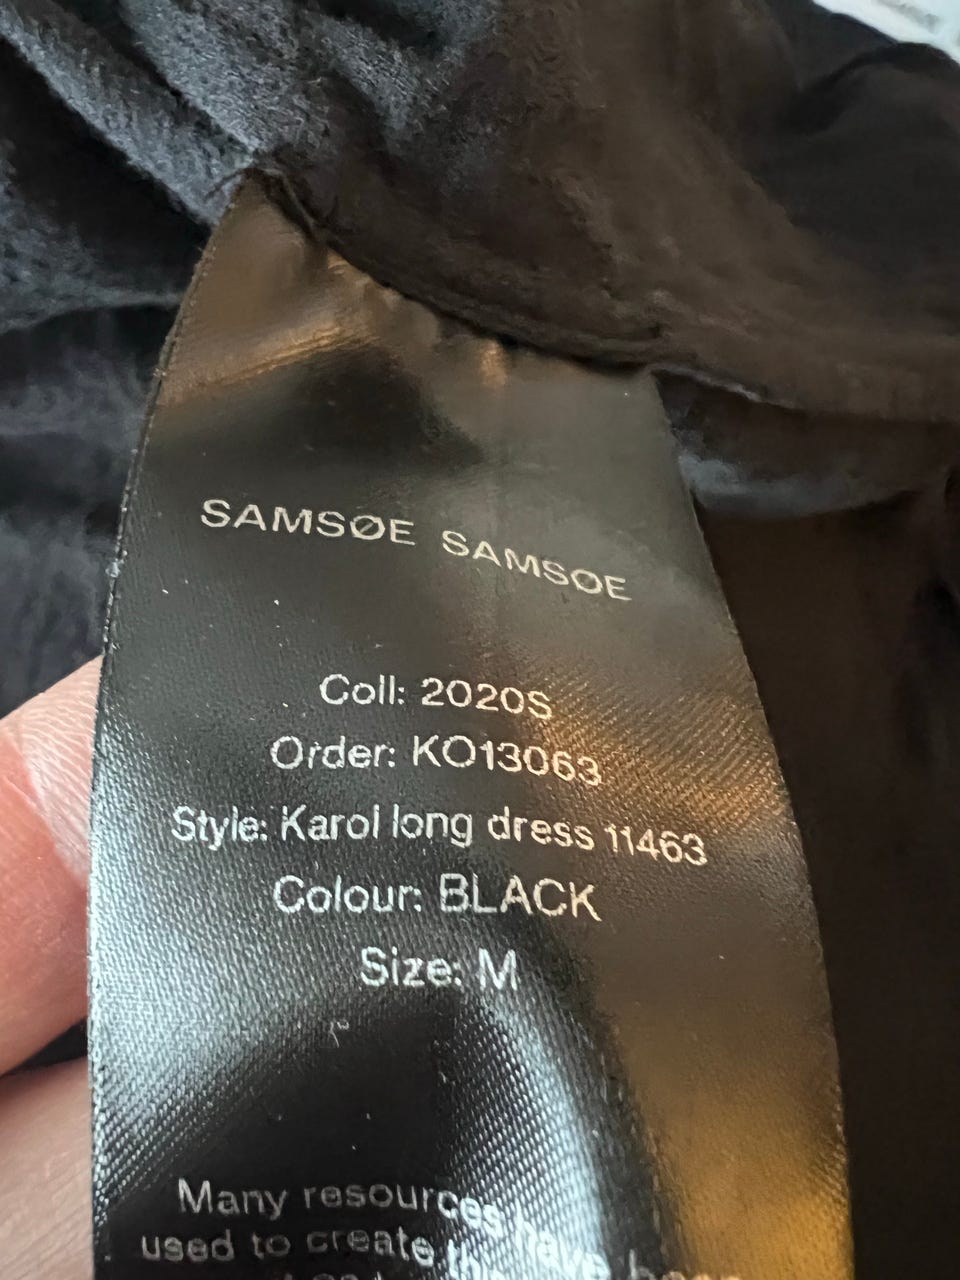 SAMSØE SAMSØE
Coll: 2020S
Order: KO13063
Style: Karol long dress 11463
Colour: BLACK
Size: M
Many resources have
used to create